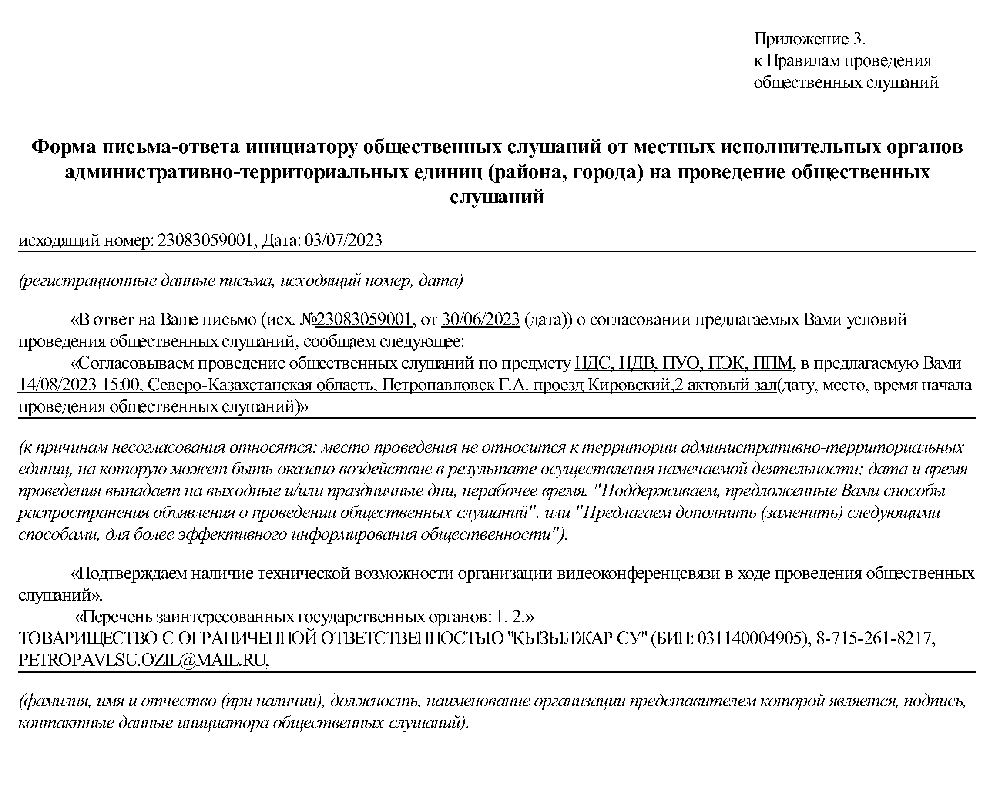 Приложение 3.
к Правилам проведения
общественных слушаний
Форма письма-ответа инициатору общественных слушаний от местных исполнительных органов
административно-территориальных единиц (района, города) на проведение общественных
слушаний
исходящий номер: 23083059001, Дата: 03/07/2023
(регистрационные данные письма, исходящий номер, дата)
«В ответ на Ваше письмо (исх. №23083059001, от 30/06/2023 (дата)) о согласовании предлагаемых Вами условий
проведения общественных слушаний, сообщаем следующее:
«Согласовываем проведение общественных слушаний по предмету НДС, НДВ, ПУО, ПЭК, ППМ, в предлагаемую Вами
14/08/2023 15:00, Северо-Казахстанская область, Петропавловск Г.А. проезд Кировский,2 актовый зал(дату, место, время начала
проведения общественных слушаний)»
(к причинам несогласования относятся: место проведения не относится к территории административно-территориальных
единиц, на которую может быть оказано воздействие в результате осуществления намечаемой деятельности; дата и время
проведения выпадает на выходные и/или праздничные дни, нерабочее время. "Поддерживаем, предложенные Вами способы
распространения объявления о проведении общественных слушаний". или "Предлагаем дополнить (заменить) следующими
способами, для более эффективного информирования общественности").
«Подтверждаем наличие технической возможности организации видеоконференцсвязи в ходе проведения общественных
слушаний».
«Перечень заинтересованных государственных органов: 1. 2.»
ТОВАРИЩЕСТВО С ОГРАНИЧЕННОЙ ОТВЕТСТВЕННОСТЬЮ "ҚЫЗЫЛЖАР СУ" (БИН: 031140004905), 8-715-261-8217,
PETROPAVLSU.OZIL@MAIL.RU,
(фамилия, имя и отчество (при наличии), должность, наименование организации представителем которой является, подпись,
контактные данные инициатора общественных слушаний).